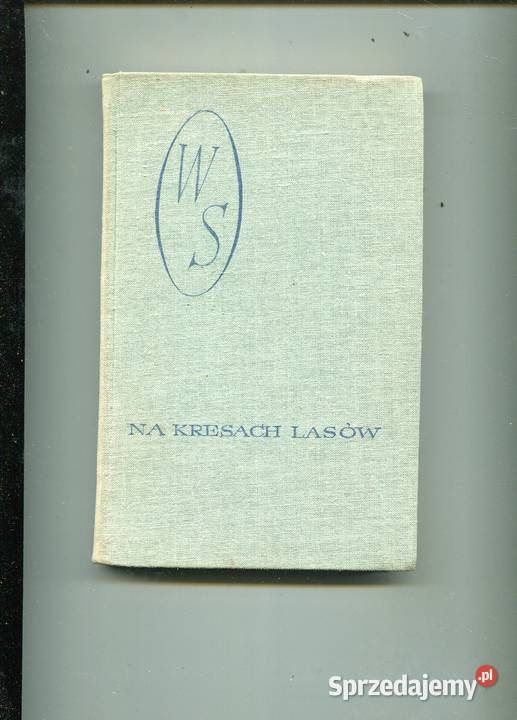 W
S
NA KRESACH LASÓW
Sprzedajemy.pl